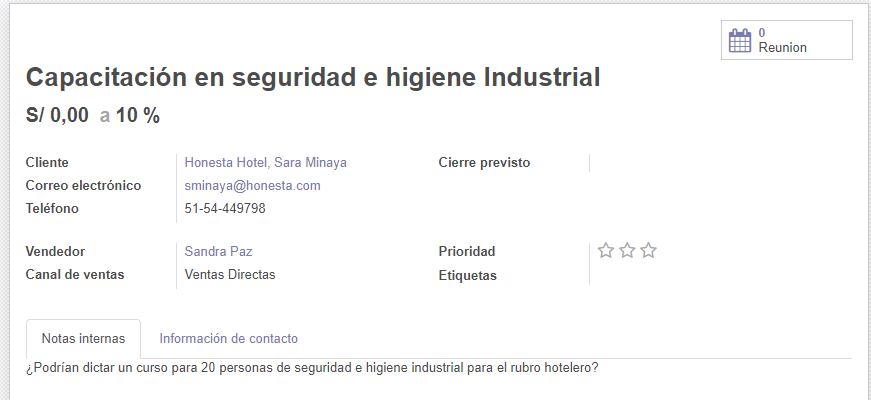 0
Reunion
Capacitación en seguridad e higiene Industrial
S/ 0,00 a 10 %
Cliente Honesta Hotel, Sara Minaya Cierre previsto
Correo electrónico sminaya@honesta.com
Teléfono 51-54-449798
Vendedor Sandra Paz Prioridad
Canal de ventas Ventas Directas Etiquetas
Notas internas Información de contacto
¿Podrían dictar un curso para 20 personas de seguridad e higiene industrial para el rubro hotelero?